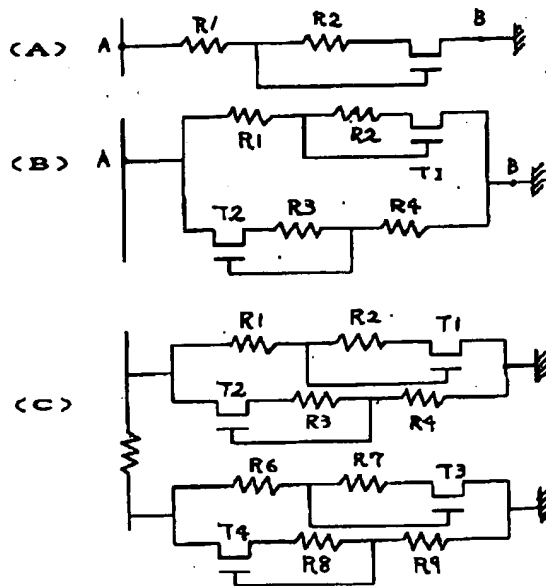 (A) A R1 R2 B
R1 R2
(B) A T1 B
T2 R3 R4
R1 R2 T1
(C) T2 R3 R4
R6 R7 T3
T4 R8 R9